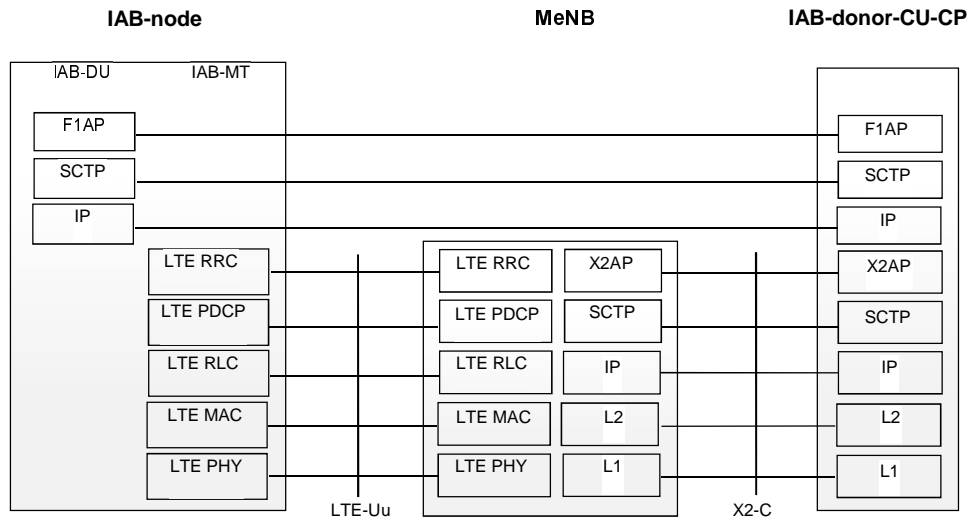 IAB-node MeNB IAB-donor-CU-CP
IAB-DU IAB-MT
F1AP F1AP
SCTP SCTP
IP IP
LTE RRC LTE RRC X2AP X2AP
LTE PDCP LTE PDCP SCTP SCTP
LTE RLC LTE RLC IP IP
LTE MAC LTE MAC L2 L2
LTE PHY LTE PHY L1 L1
LTE-Uu X2-C